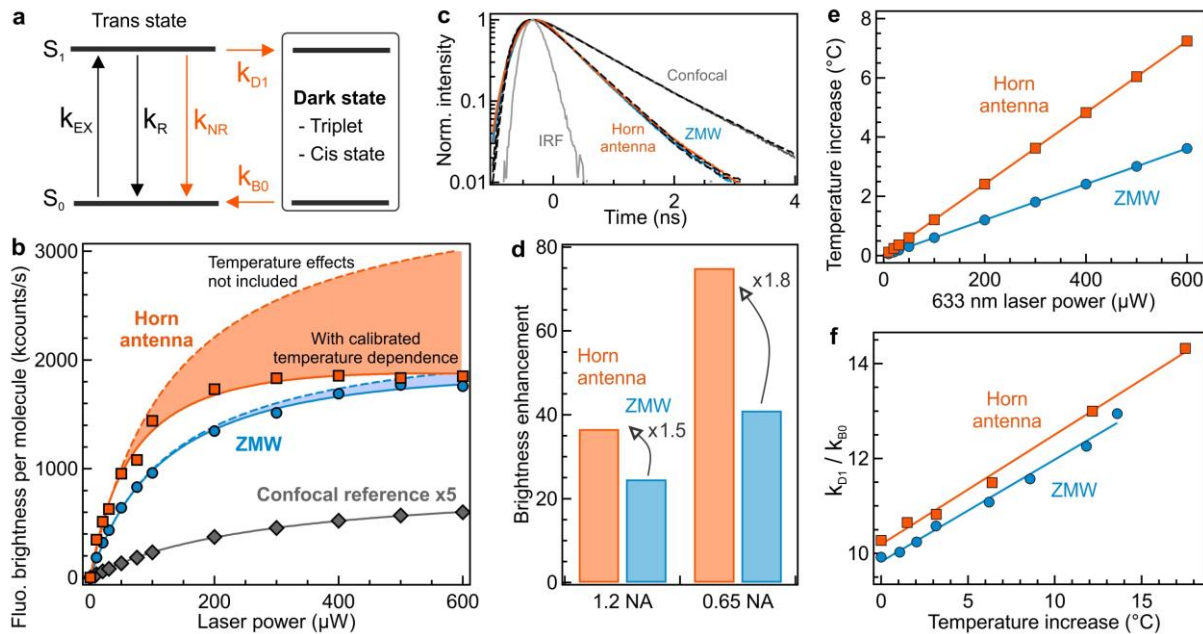 a
Trans state
S1
S0
kEX
kR
kNR
kD1
kB0
Dark state
- Triplet
- Cis state
b
Fluo. brightness per molecule (kcounts/s)
3000
2000
1000
0
Temperature effects
not included
Horn
antenna
With calibrated
temperature dependence
ZMW
Confocal reference x5
0
200
400
600
Laser power (µW)
c
Norm. intensity
1
0.1
0.01
Confocal
IRF
Horn
antenna
ZMW
0
2
4
Time (ns)
d
Brightness enhancement
80
60
40
20
0
Horn
antenna
ZMW
x1.5
x1.8
1.2 NA
0.65 NA
e
Temperature increase (°C)
8
6
4
2
0
Horn
antenna
ZMW
0
200
400
600
633 nm laser power (µW)
f
kD1 / kB0
14
12
10
Horn
antenna
ZMW
0
5
10
15
Temperature increase (°C)